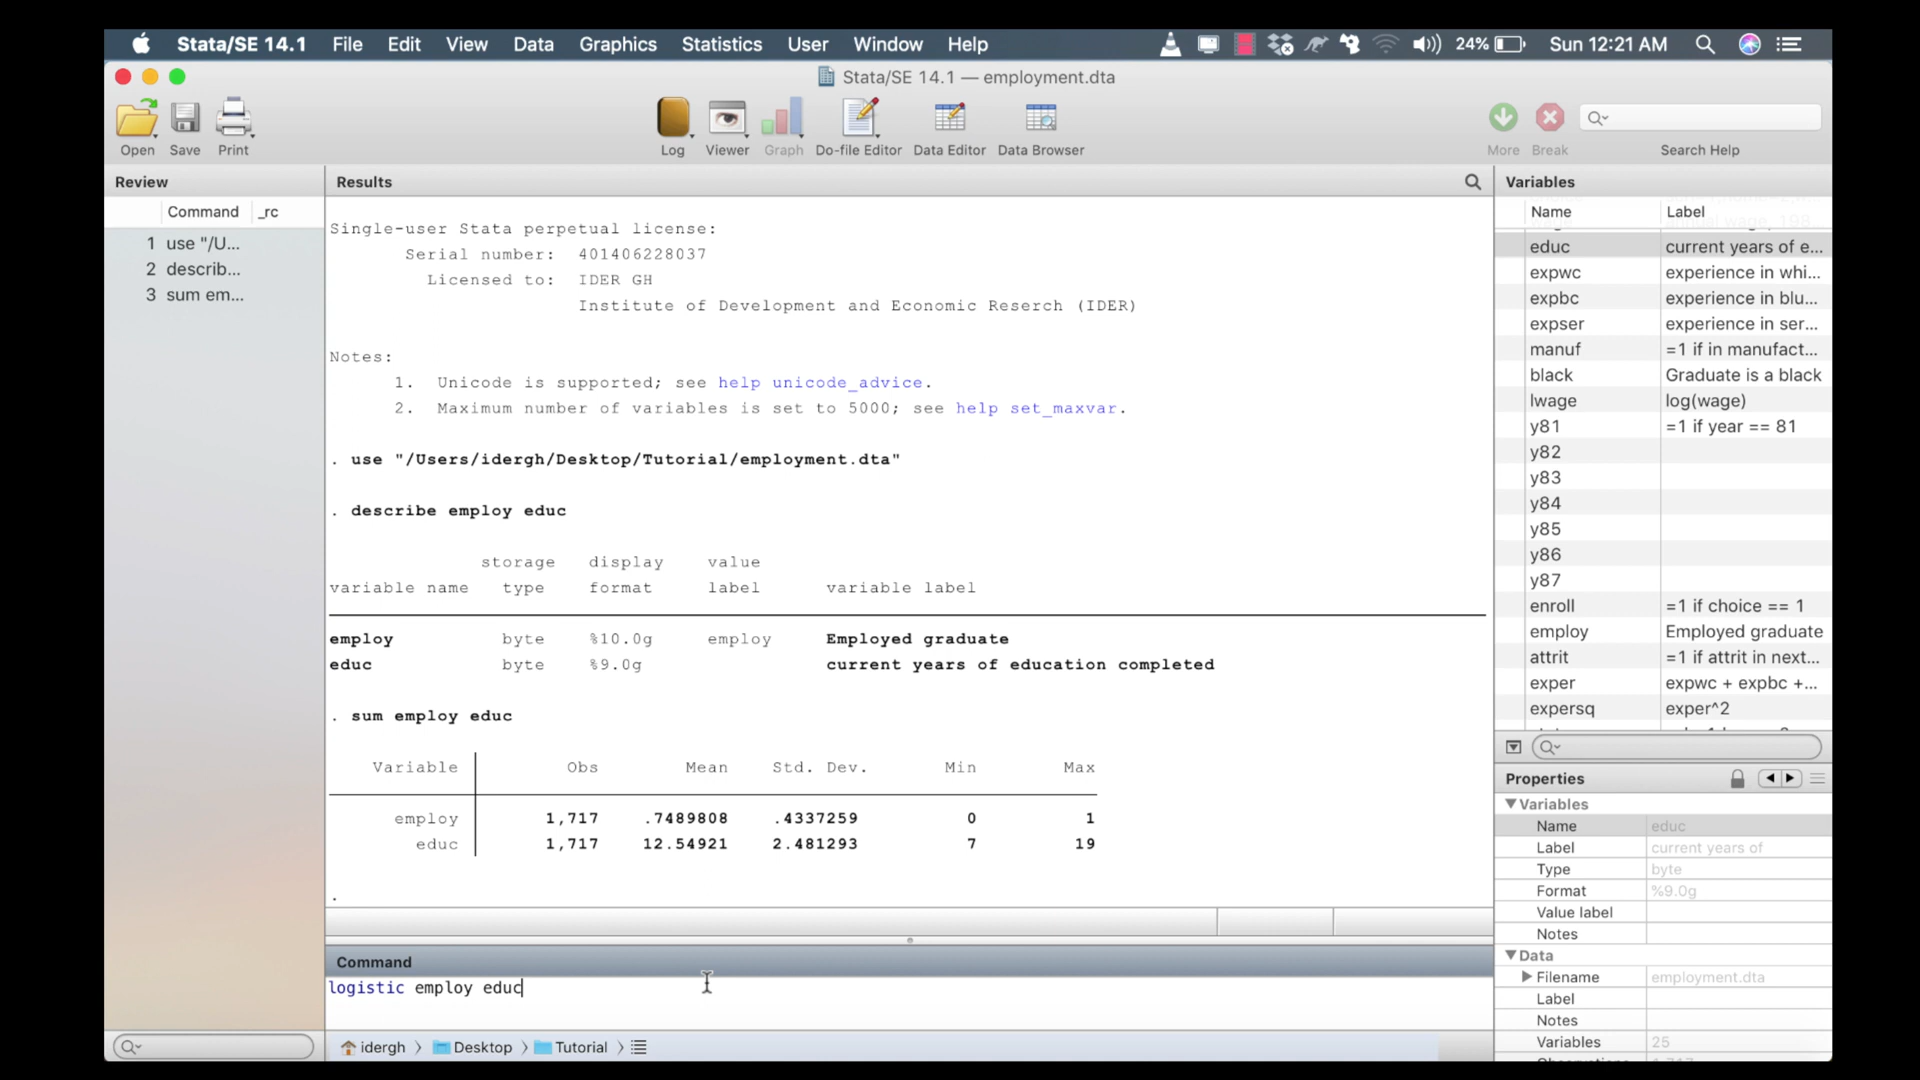 Stata/SE 14.1 File Edit View Data Graphics Statistics User Window Help 24% Sun 12:21 AM
Stata/SE 14.1 — employment.dta
Open Save Print Log Viewer Graph Do-file Editor Data Editor Data Browser More Break Search Help
Review
Command _rc
1 use "/U...
2 describ...
3 sum em...
Results
Single-user Stata perpetual license:
Serial number: 401406228037
Licensed to: IDER GH
Institute of Development and Economic Reserch (IDER)
Notes:
1. Unicode is supported; see help unicode_advice.
2. Maximum number of variables is set to 5000; see help set_maxvar.
. use "/Users/idergh/Desktop/Tutorial/employment.dta"
. describe employ educ
storage display value
variable name type format label variable label
employ byte %10.0g employ Employed graduate
educ byte %9.0g current years of education completed
. sum employ educ
Variable Obs Mean Std. Dev. Min Max
employ 1,717 .7489808 .4337259 0 1
educ 1,717 12.54921 2.481293 7 19
.
Command
logistic employ educ
idergh Desktop Tutorial
Variables
Name Label
educ current years of e...
expwc experience in whi...
expbc experience in blu...
expser experience in ser...
manuf =1 if in manufact...
black Graduate is a black
lwage log(wage)
y81 =1 if year == 81
y82
y83
y84
y85
y86
y87
enroll =1 if choice == 1
employ Employed graduate
attrit =1 if attrit in next...
exper expwc + expbc +...
expersq exper^2
Properties
Variables
Name educ
Label current years of
Type byte
Format %9.0g
Value label
Notes
Data
Filename employment.dta
Label
Notes
Variables 25